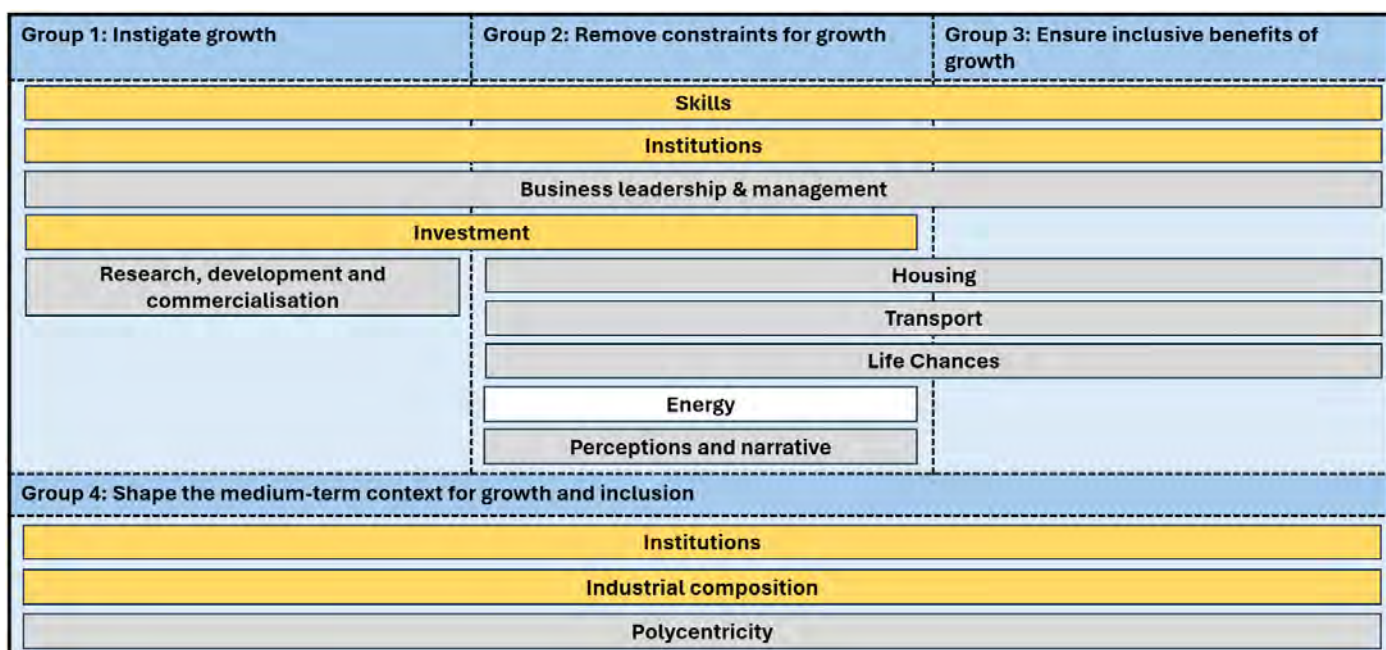 Group 1: Instigate growth
Group 2: Remove constraints for growth
Group 3: Ensure inclusive benefits of
growth
Skills
Institutions
Business leadership & management
Investment
Research, development and
commercialisation
Housing
Transport
Life Chances
Energy
Perceptions and narrative
Group 4: Shape the medium-term context for growth and inclusion
Institutions
Industrial composition
Polycentricity